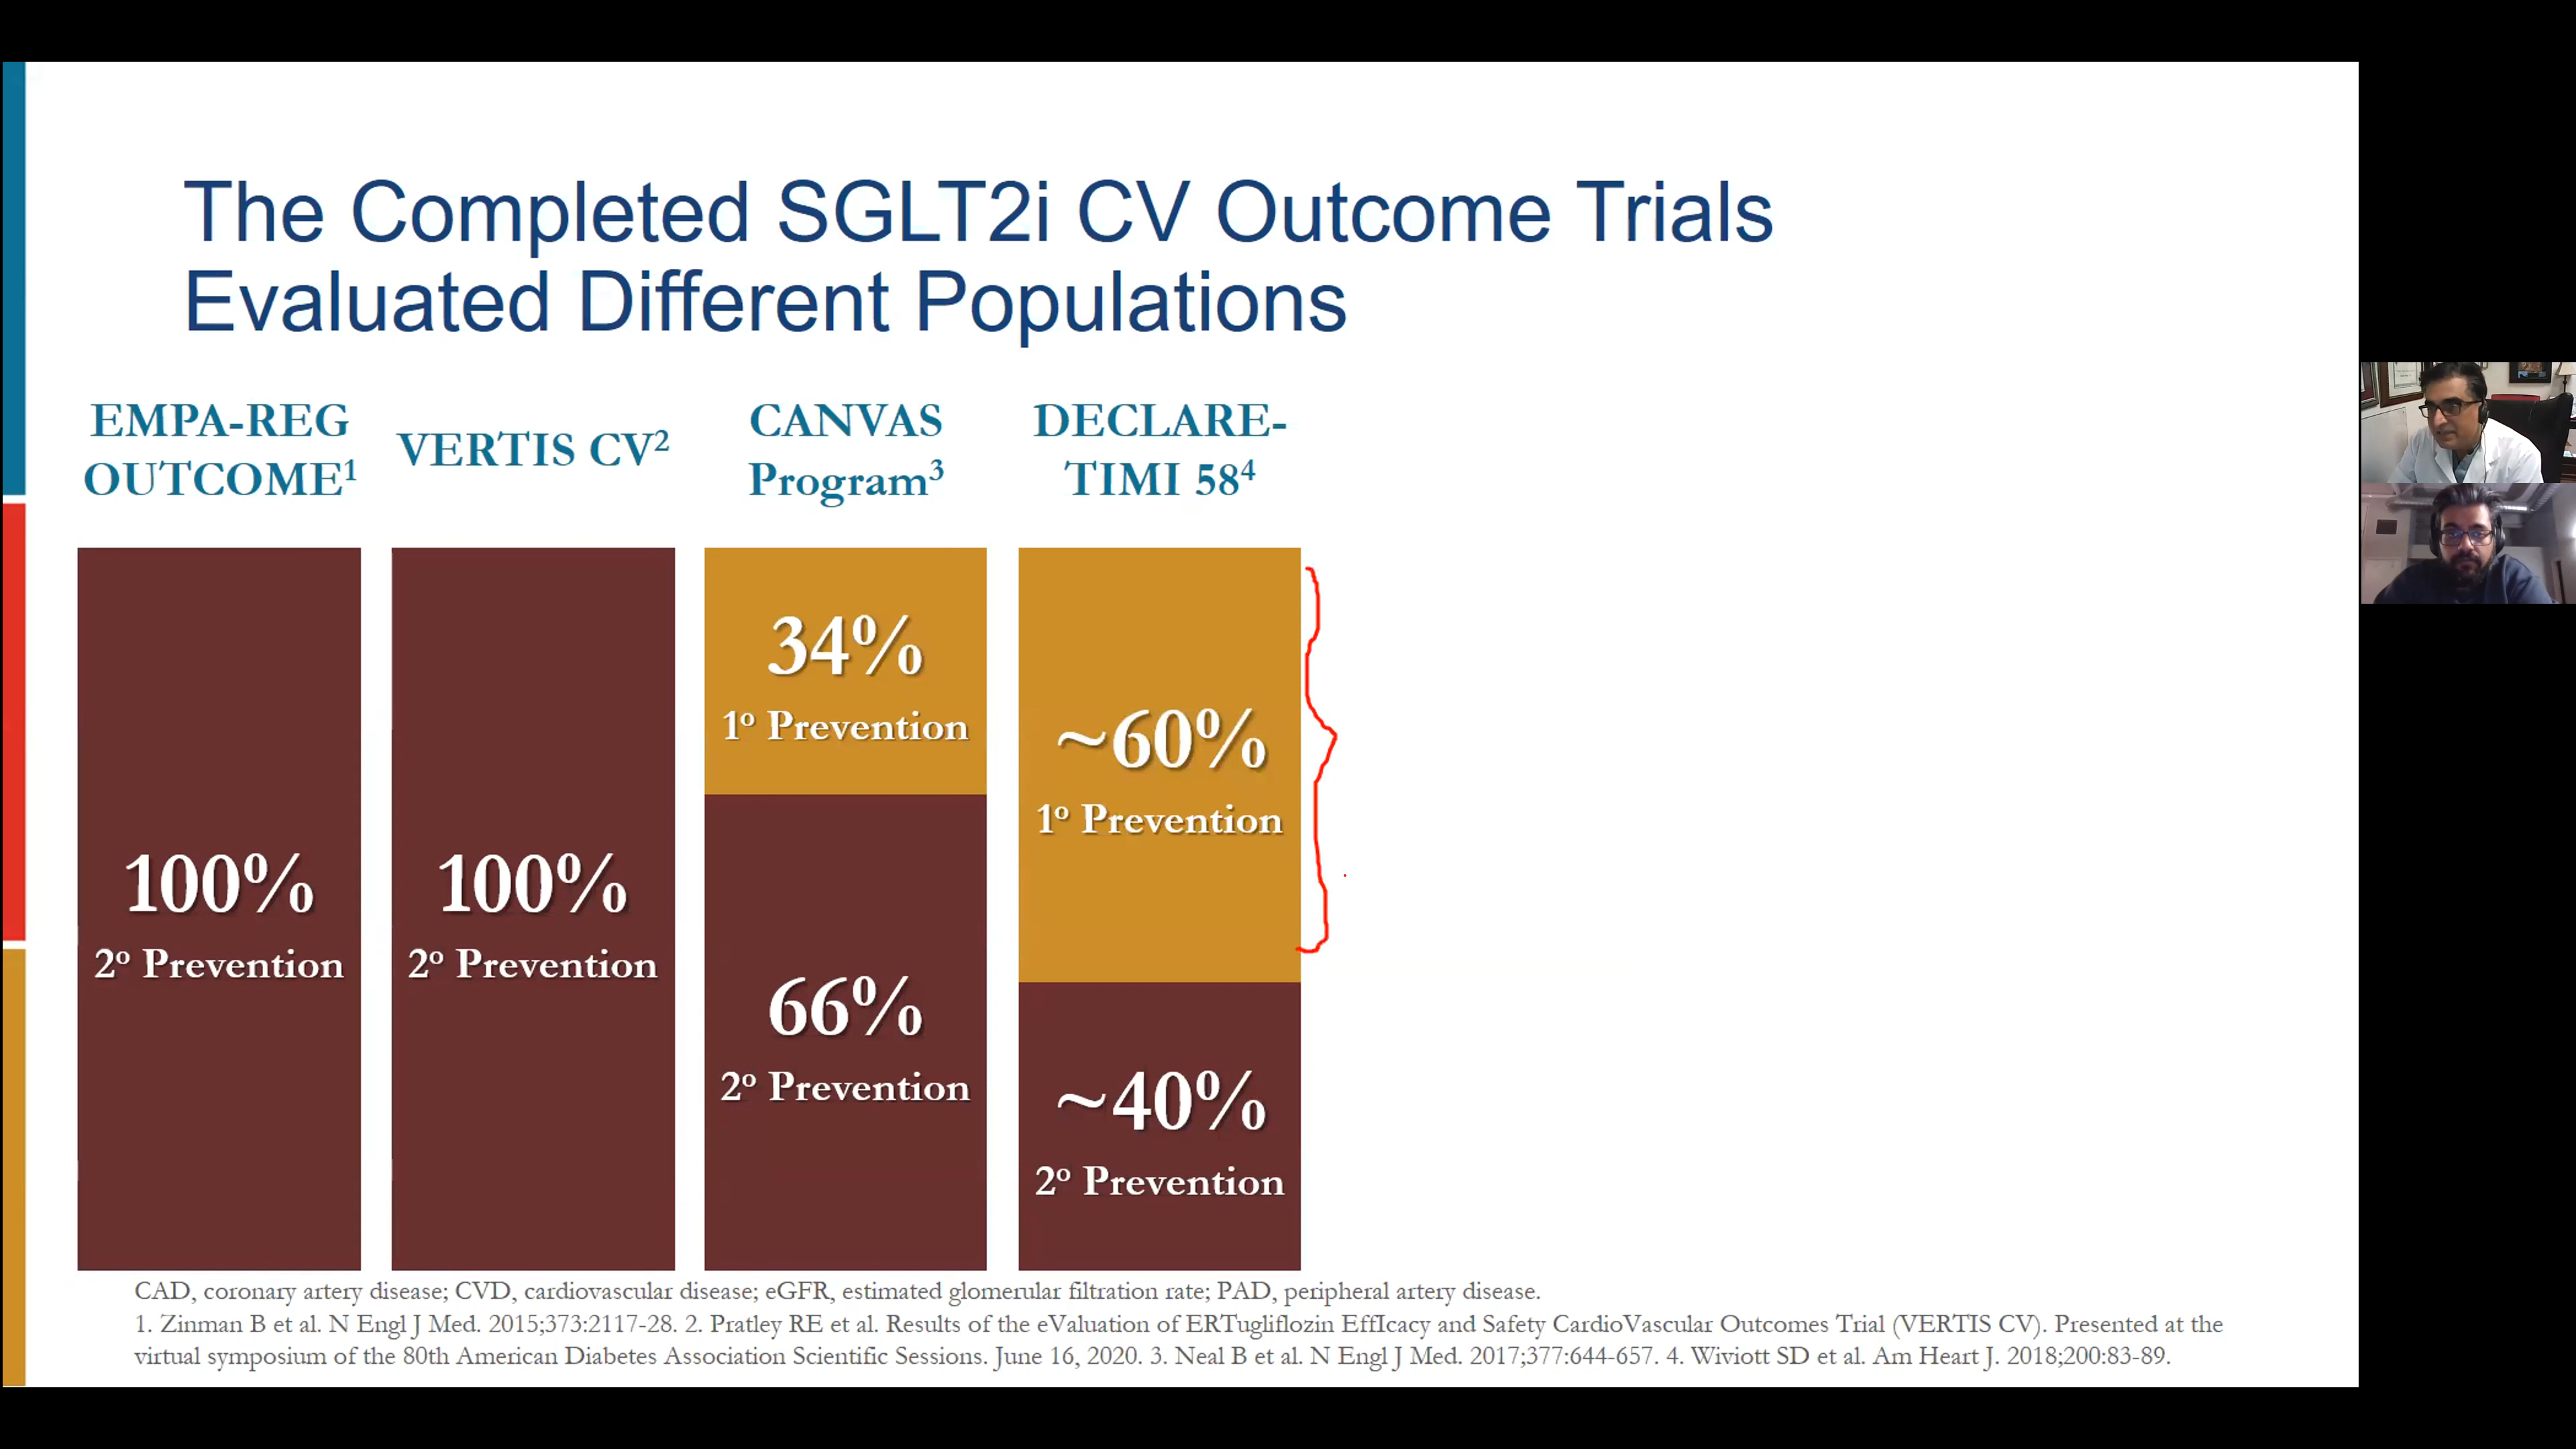 The Completed SGLT2i CV Outcome Trials
Evaluated Different Populations
EMPA-REG
OUTCOME¹
VERTIS CV²
CANVAS
Program³
DECLARE-
TIMI 58⁴
100%
2º Prevention
100%
2º Prevention
34%
1º Prevention
66%
2º Prevention
~60%
1º Prevention
~40%
2º Prevention
CAD, coronary artery disease; CVD, cardiovascular disease; eGFR, estimated glomerular filtration rate; PAD, peripheral artery disease.
1. Zinman B et al. N Engl J Med. 2015;373:2117-28. 2. Pratley RE et al. Results of the eValuation of ERTugliflozin EffIcacy and Safety CardioVascular Outcomes Trial (VERTIS CV). Presented at the
virtual symposium of the 80th American Diabetes Association Scientific Sessions. June 16, 2020. 3. Neal B et al. N Engl J Med. 2017;377:644-657. 4. Wiviott SD et al. Am Heart J. 2018;200:83-89.